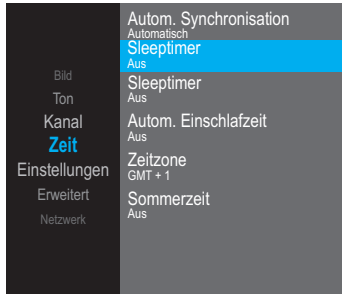 Bild
Ton
Kanal
Zeit
Einstellungen
Erweitert
Netzwerk
Autom. Synchronisation
Automatisch
Sleeptimer
Aus
Sleeptimer
Aus
Autom. Einschlafzeit
Aus
Zeitzone
GMT + 1
Sommerzeit
Aus